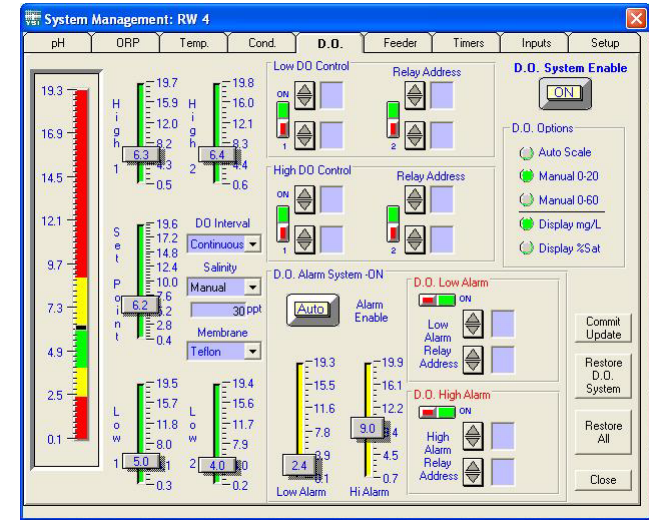 System Management: RW 4
pH
ORP
Temp.
Cond.
D.O.
Feeder
Timers
Inputs
Setup
19.3
16.9
14.5
12.1
9.7
7.3
4.9
2.5
0.1
High
1
19.7
15.9
12.0
8.2
4.3
0.5
6.3
High
2
19.8
16.0
12.1
8.3
4.4
0.6
6.4
Set Point
19.6
17.2
14.8
12.4
10.0
7.6
5.2
2.8
0.4
6.2
DO Interval
Continuous
Salinity
Manual
30 ppt
Membrane
Teflon
Low
1
19.5
15.7
11.8
8.0
0.3
5.0
Low
2
19.4
15.6
11.7
7.9
0.2
4.0
Low DO Control
Relay Address
ON
1
2
High DO Control
Relay Address
ON
1
2
D.O. Alarm System -ON
Auto
Alarm
Enable
19.3
15.5
11.6
7.8
3.9
2.4
Low Alarm
19.9
16.1
12.2
4.5
0.7
9.0
Hi Alarm
D.O. Low Alarm
ON
Low
Alarm
Relay
Address
D.O. High Alarm
ON
High
Alarm
Relay
Address
D.O. System Enable
ON
D.O. Options
Auto Scale
Manual 0-20
Manual 0-60
Display mg/L
Display %Sat
Commit
Update
Restore
D.O.
System
Restore
All
Close